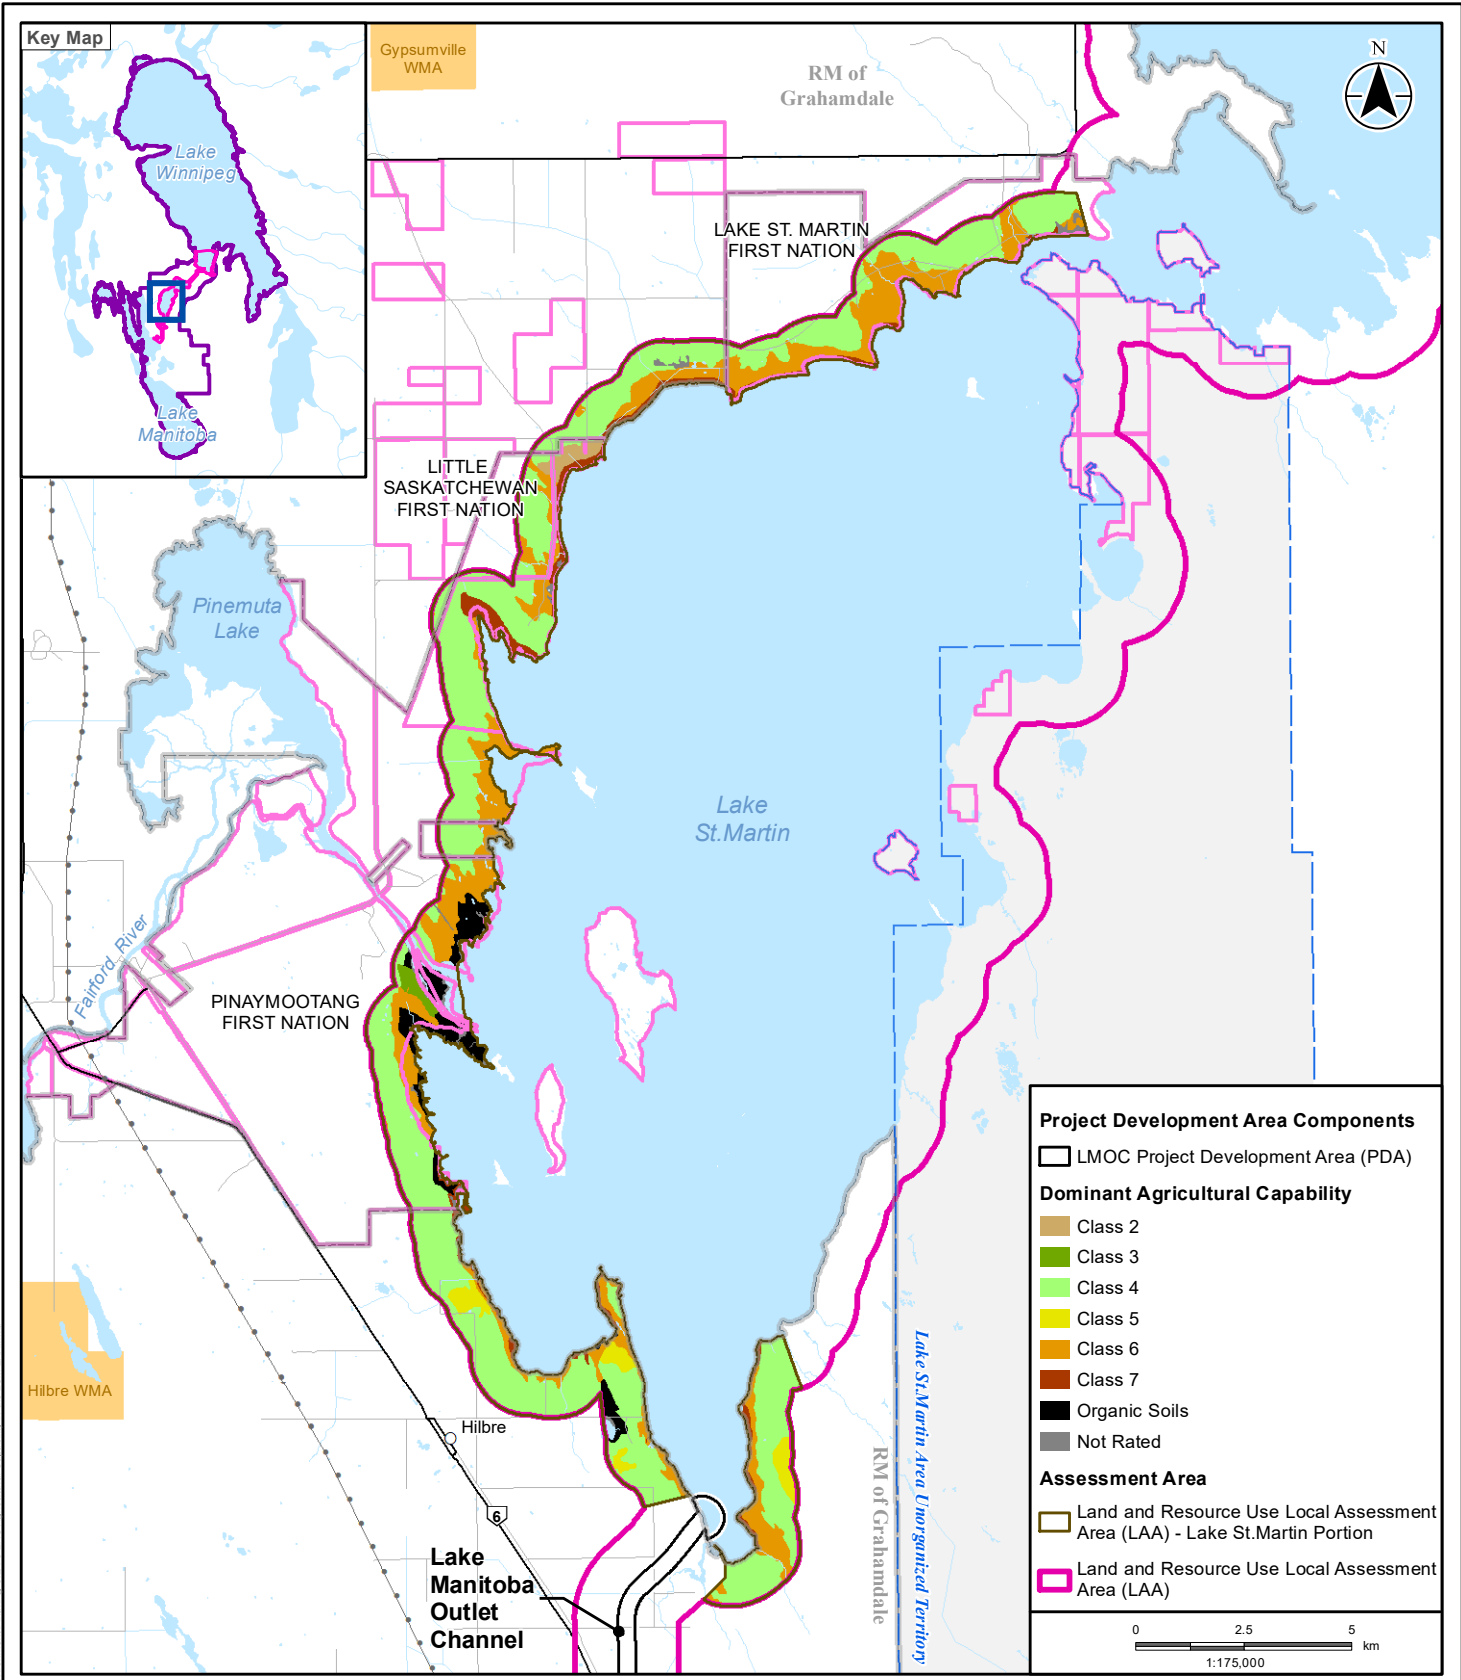 Key Map
Lake
Winnipeg
Lake
Manitoba
Gypsumville
WMA
RM of
Grahamdale
N
LAKE ST. MARTIN
FIRST NATION
LITTLE
SASKATCHEWAN
FIRST NATION
Pinemuta
Lake
Lake
St.Martin
Fairford River
PINAYMOOTANG
FIRST NATION
Hilbre WMA
Hilbre
6
Lake
Manitoba
Outlet
Channel
RM of Grahamdale
Lake St.Martin Area Unorganized Territory
Project Development Area Components
LMOC Project Development Area (PDA)
Dominant Agricultural Capability
Class 2
Class 3
Class 4
Class 5
Class 6
Class 7
Organic Soils
Not Rated
Assessment Area
Land and Resource Use Local Assessment
Area (LAA) - Lake St.Martin Portion
Land and Resource Use Local Assessment
Area (LAA)
0 2.5 5
km
1:175,000